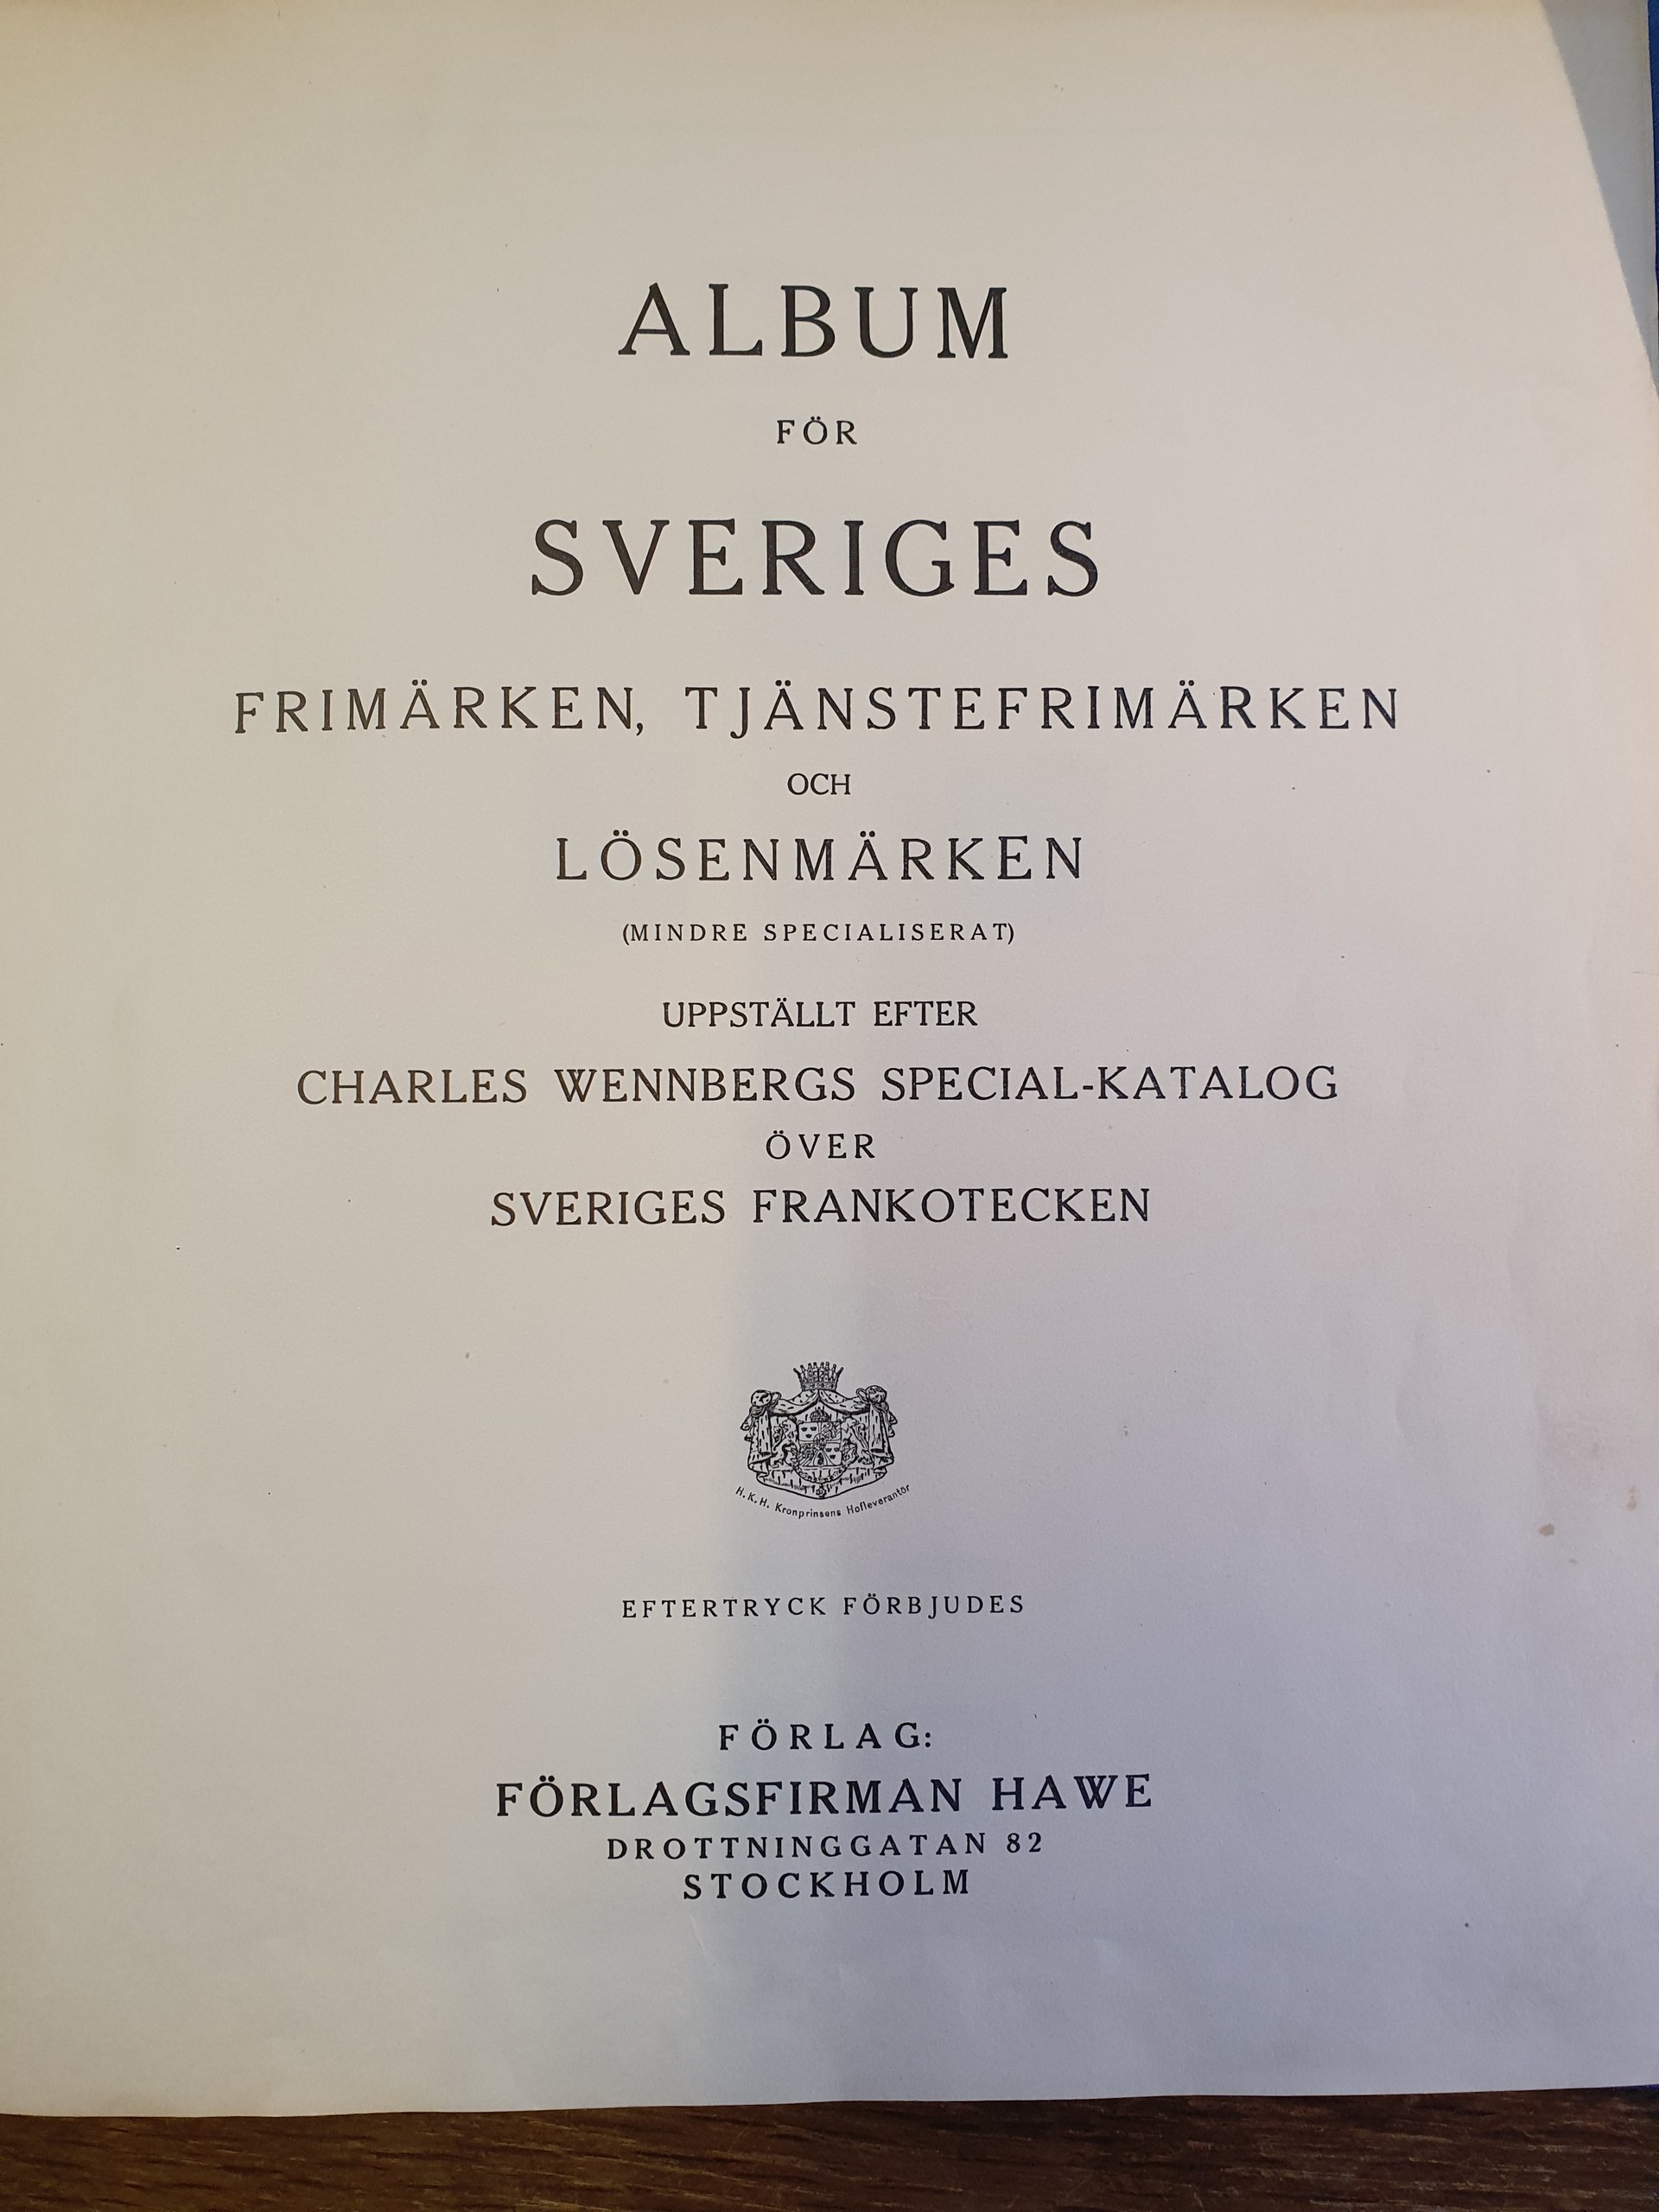 ALBUM
FÖR
SVERIGES
FRIMÄRKEN, TJÄNSTEFRIMÄRKEN
OCH
LÖSENMÄRKEN
(MINDRE SPECIALISERAT)
UPPSTÄLLT EFTER
CHARLES WENNBERGS SPECIAL-KATALOG
ÖVER
SVERIGES FRANKOTECKEN
H. K. H. Kronprinsens Hofleverantör
EFTERTRYCK FÖRBJUDES
FÖRLAG:
FÖRLAGSFIRMAN HAWE
DROTTNINGGATAN 82
STOCKHOLM